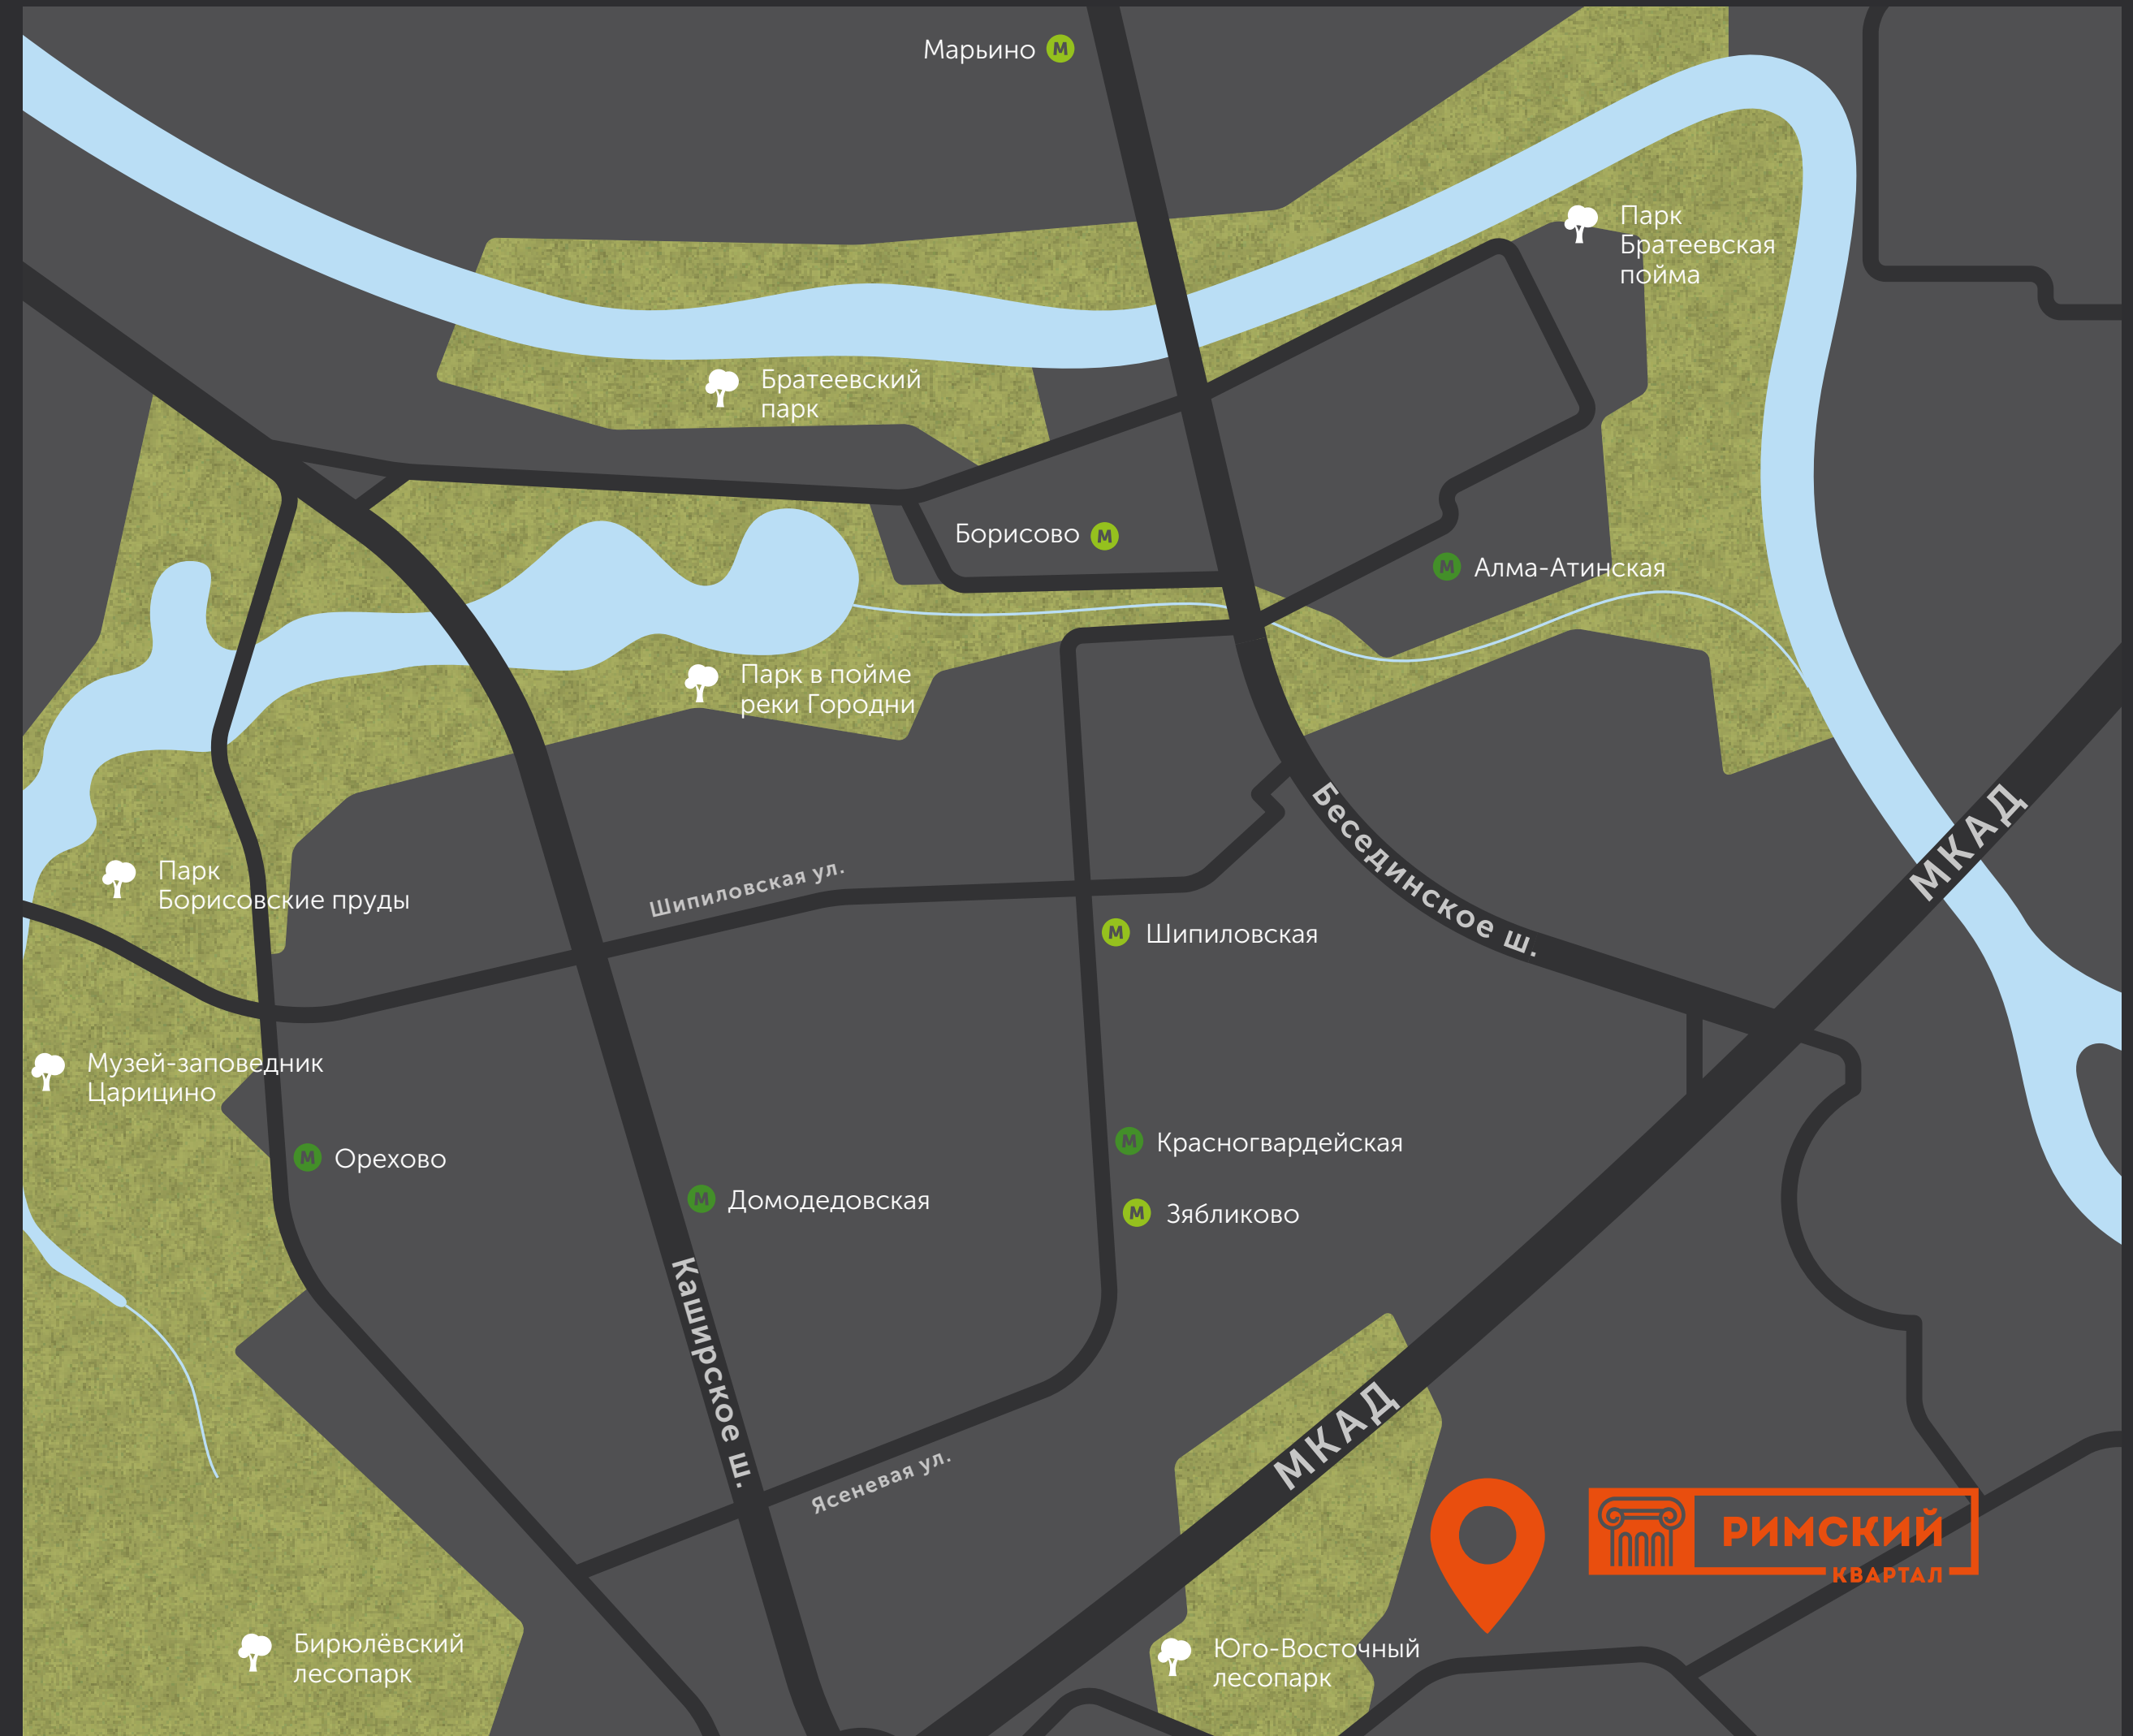 Марьино М
Парк
Братеевская
пойма
Братеевский
парк
Борисово М
М Алма-Атинская
Парк в пойме
реки Городни
Бесединское ш.
МКАД
Парк
Борисовские пруды
Шипиловская ул.
М Шипиловская
Музей-заповедник
Царицино
М Орехово
М Красногвардейская
М Домодедовская
М Зябликово
Каширское ш.
Ясеневая ул.
МКАД
РИМСКИЙ
КВАРТАЛ
Бирюлёвский
лесопарк
Юго-Восточный
лесопарк